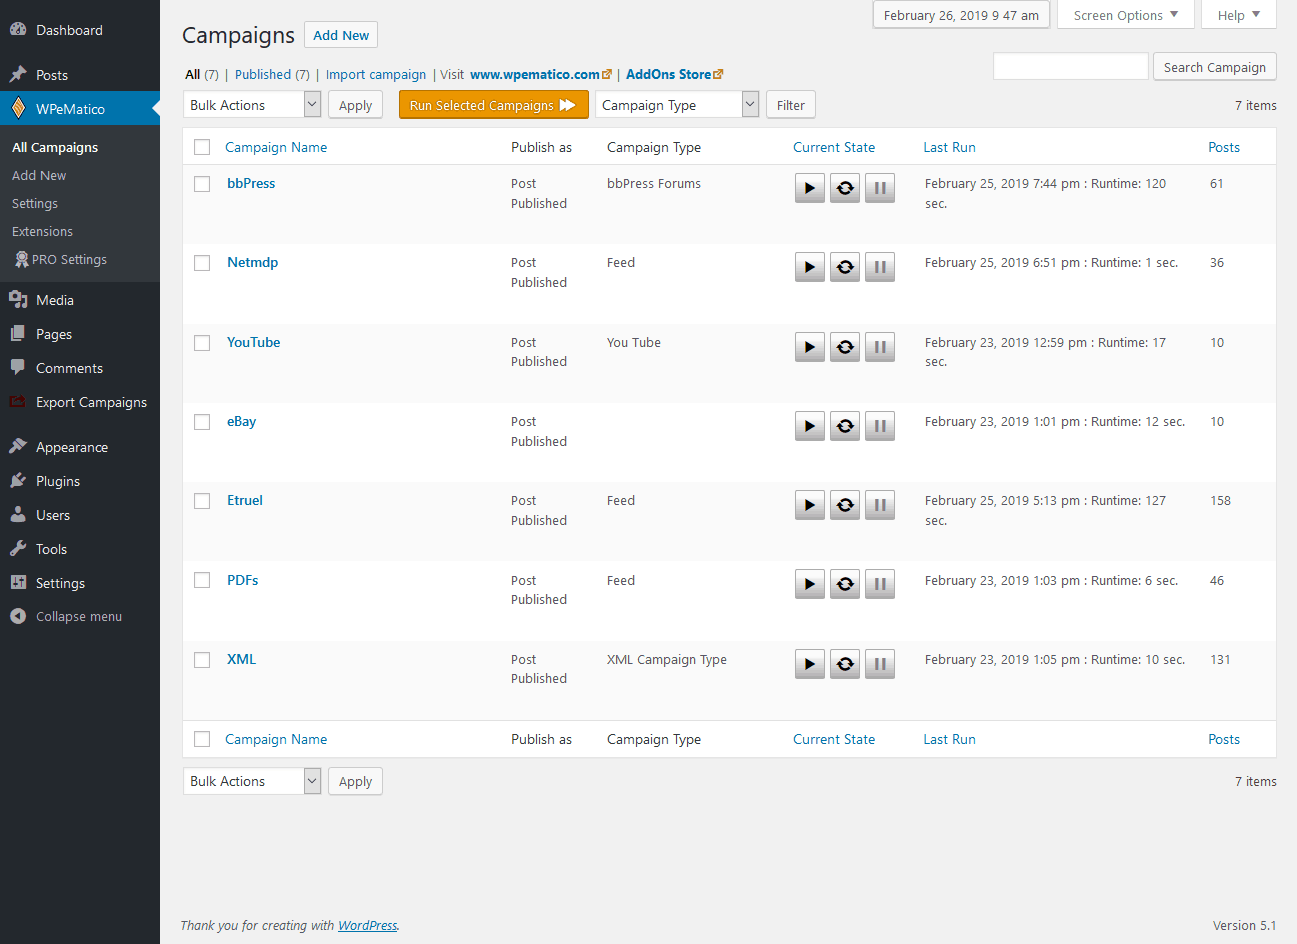 Dashboard
Posts
WPeMatico
All Campaigns
Add New
Settings
Extensions
PRO Settings
Media
Pages
Comments
Export Campaigns
Appearance
Plugins
Users
Tools
Settings
Collapse menu
February 26, 2019 9 47 am
Screen Options
Help
Campaigns Add New
All (7) | Published (7) | Import campaign | Visit www.wpematico.com | AddOns Store
Search Campaign
Bulk Actions Apply Run Selected Campaigns Campaign Type Filter 7 items
Campaign Name Publish as Campaign Type Current State Last Run Posts
bbPress Post bbPress Forums February 25, 2019 7:44 pm : Runtime: 120 61
Published sec.
Netmdp Post Feed February 25, 2019 6:51 pm : Runtime: 1 sec. 36
Published
YouTube Post You Tube February 23, 2019 12:59 pm : Runtime: 17 10
Published sec.
eBay Post February 23, 2019 1:01 pm : Runtime: 12 sec. 10
Published
Etruel Post Feed February 25, 2019 5:13 pm : Runtime: 127 158
Published sec.
PDFs Post Feed February 23, 2019 1:03 pm : Runtime: 6 sec. 46
Published
XML Post XML Campaign Type February 23, 2019 1:05 pm : Runtime: 10 sec. 131
Published
Campaign Name Publish as Campaign Type Current State Last Run Posts
Bulk Actions Apply 7 items
Thank you for creating with WordPress. Version 5.1